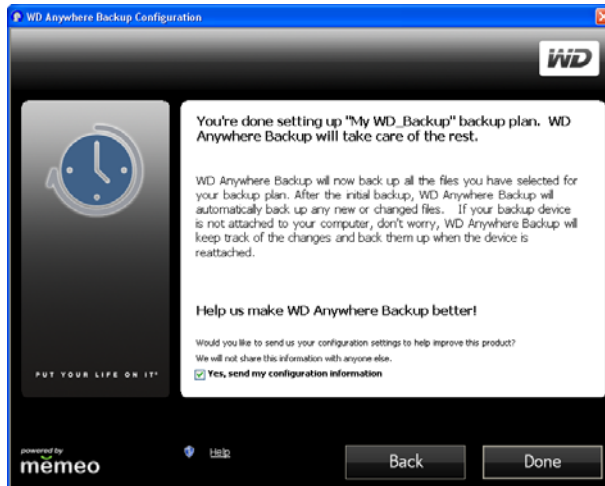 WD Anywhere Backup Configuration
WD
You're done setting up "My WD_Backup" backup plan. WD
Anywhere Backup will take care of the rest.
WD Anywhere Backup will now back up all the files you have selected for
your backup plan. After the initial backup, WD Anywhere Backup will
automatically back up any new or changed files. If your backup device
is not attached to your computer, don't worry, WD Anywhere Backup will
keep track of the changes and back them up when the device is
reattached.
Help us make WD Anywhere Backup better!
Would you like to send us your configuration settings to help improve this product?
We will not share this information with anyone else.
Yes, send my configuration information
PUT YOUR LIFE ON IT®
powered by
měmeo
Help
Back
Done